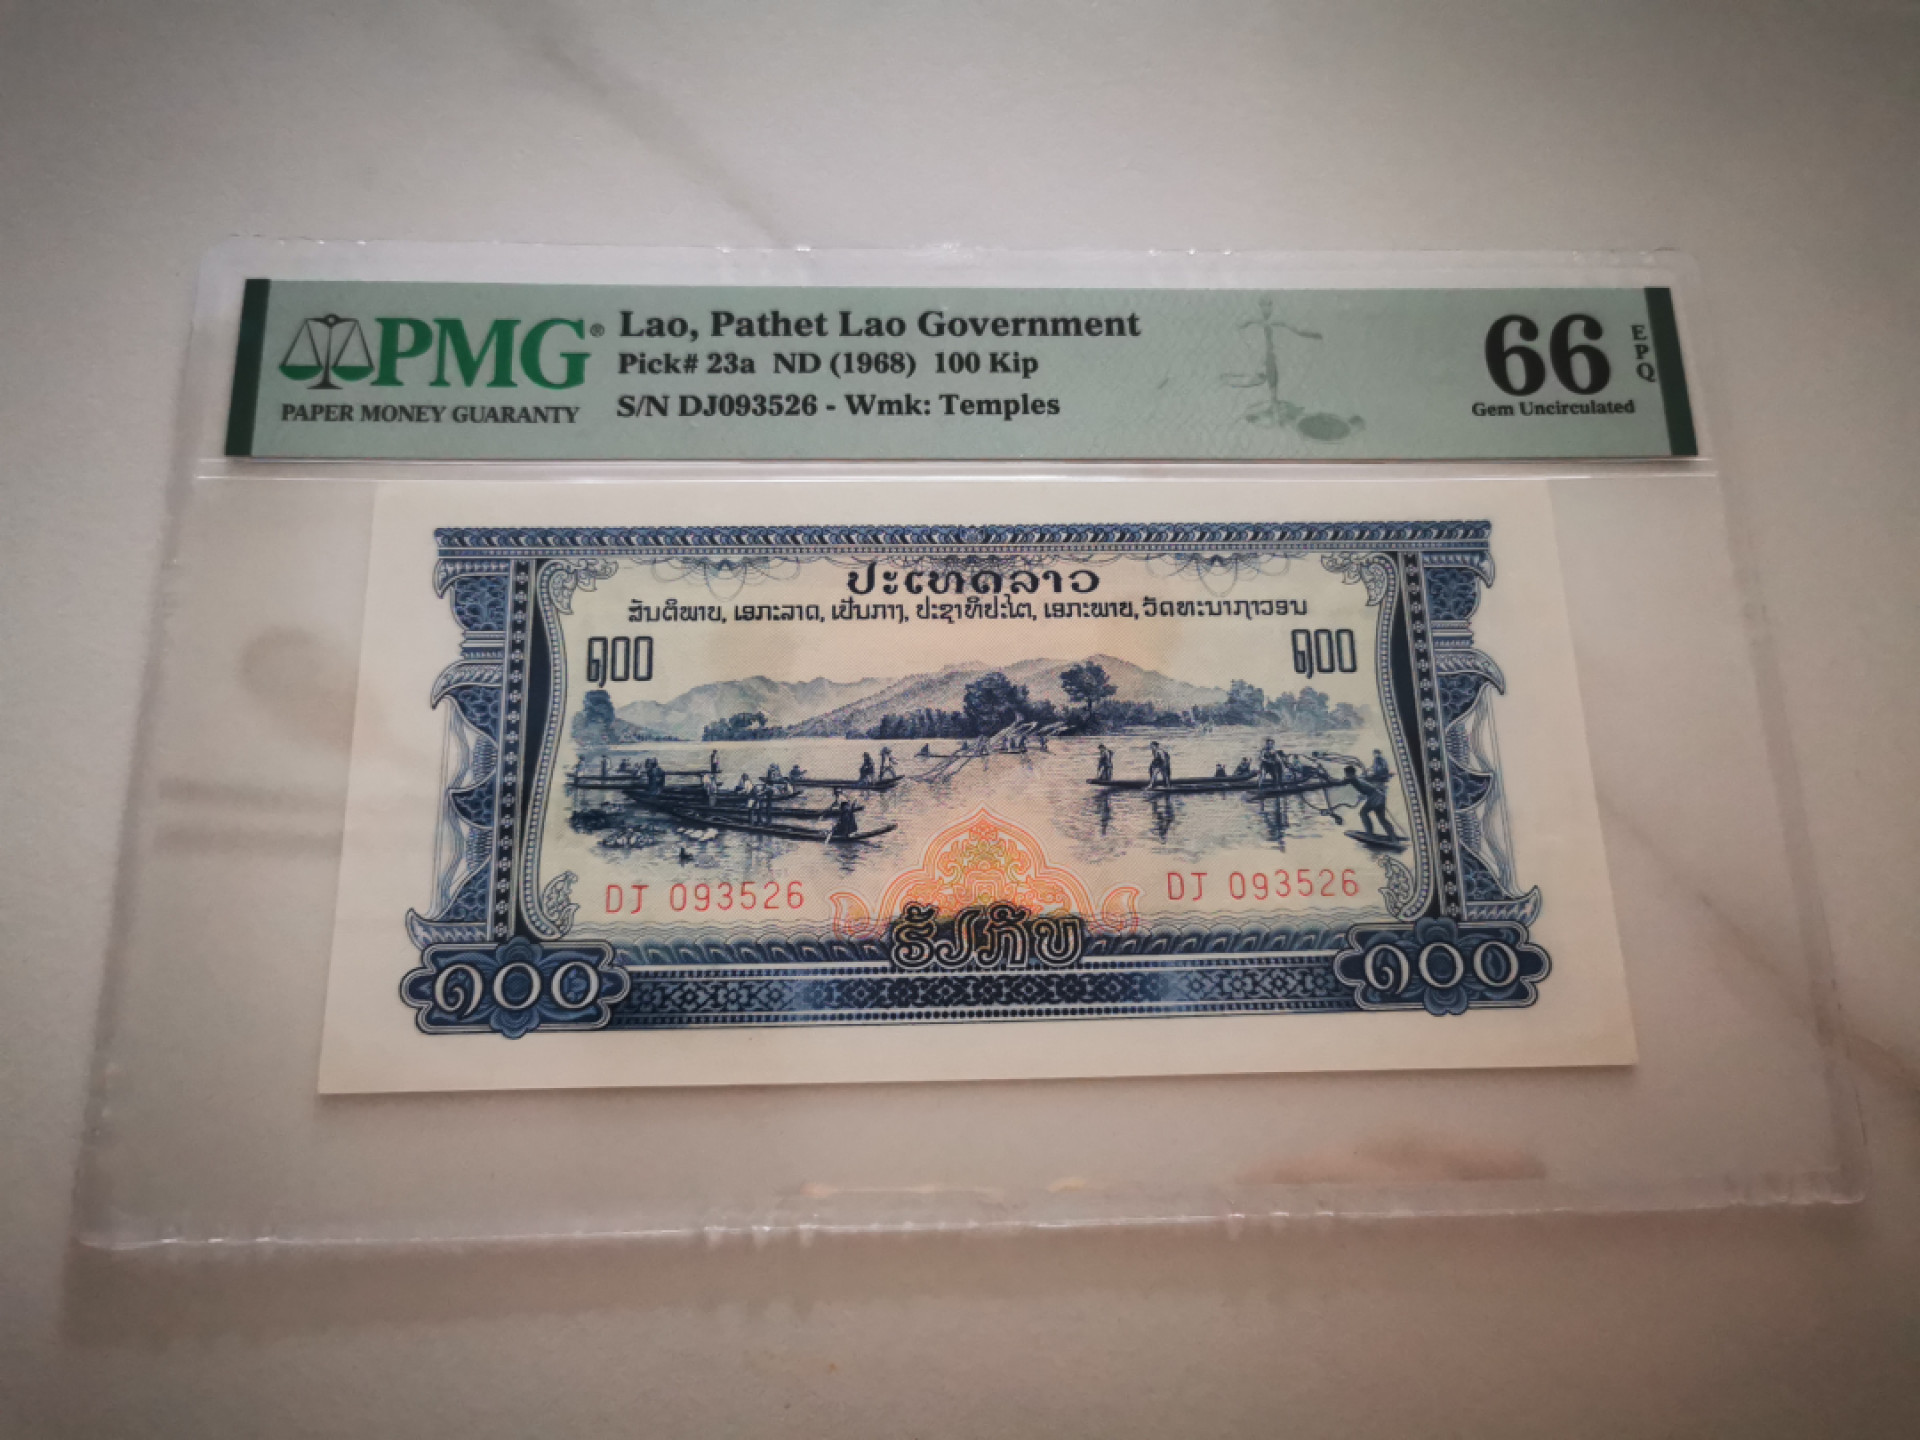 PMG®
PAPER MONEY GUARANTY
Lao, Pathet Lao Government
Pick# 23a ND (1968) 100 Kip
S/N DJ093526 - Wmk: Temples
66
EPQ
Gem Uncirculated
ປະເທດລາວ
ສັນຕິພາບ, ເອກະລາດ, ເປັນກາງ, ປະຊາທິປະໄຕ, ເອກະພາບ, ວັດທະນາຖາວອນ
໑00 ໑00
DJ 093526 DJ 093526
ຮ້ອຍກີບ
໑໐໐ ໑໐໐